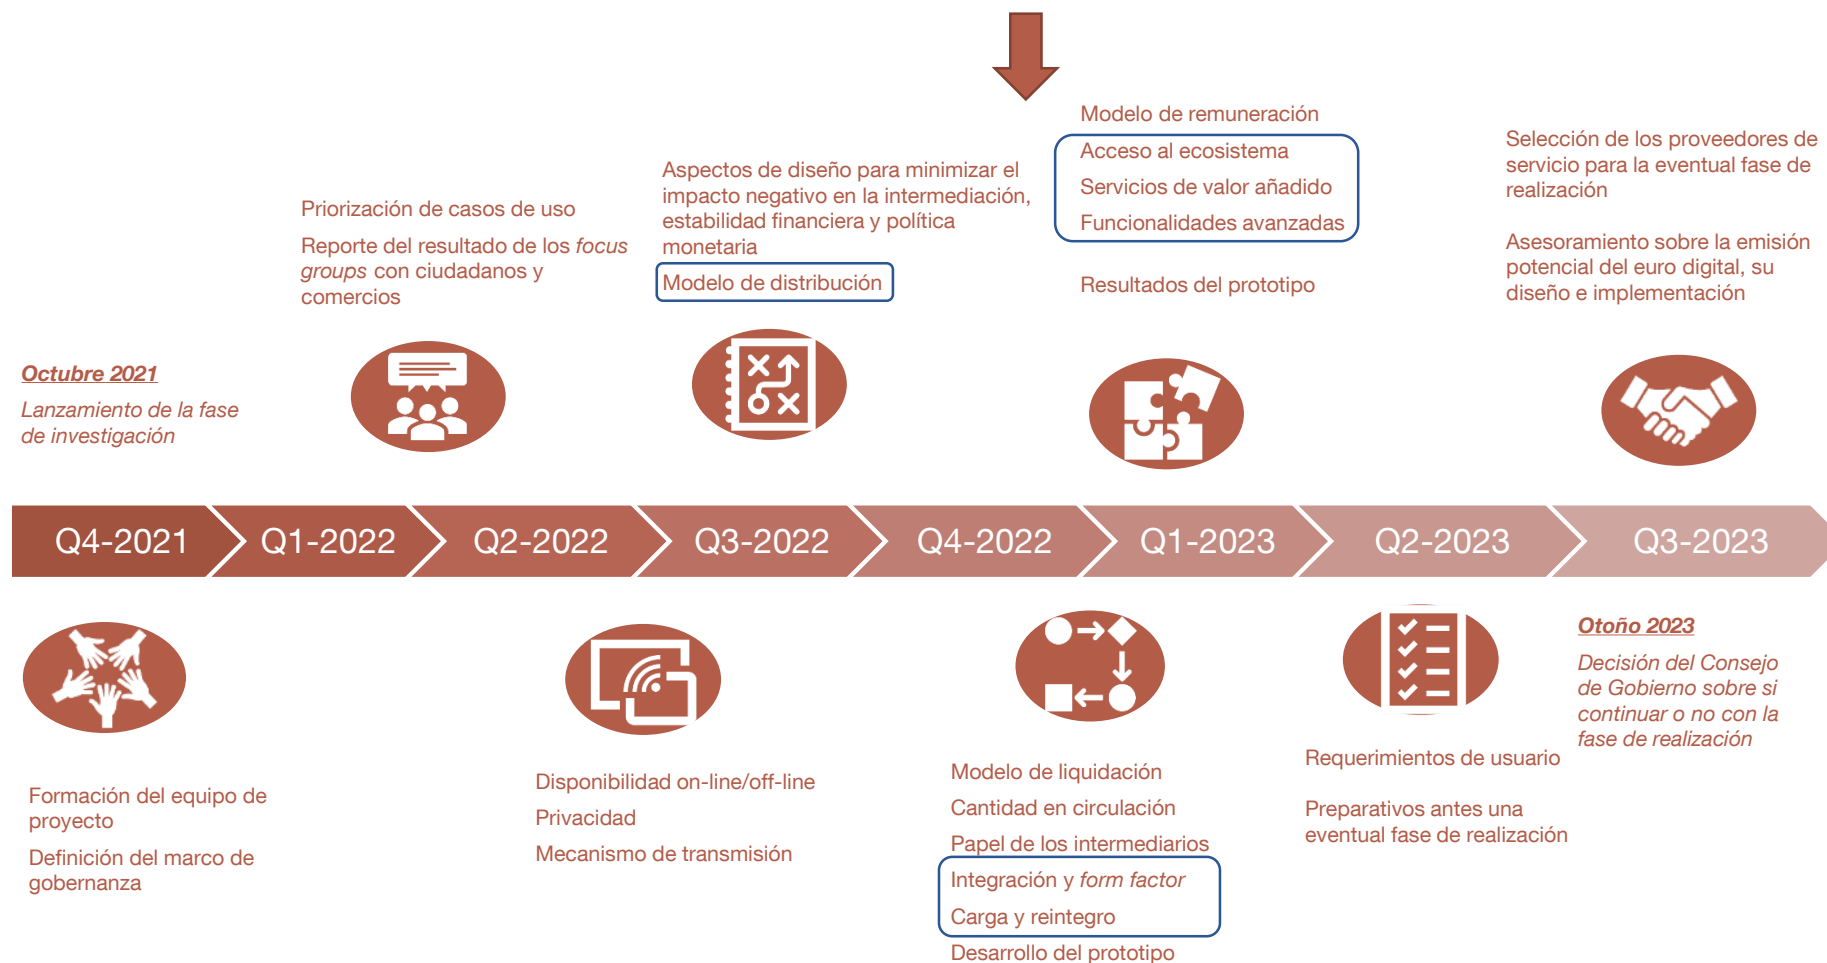 Modelo de remuneración
Acceso al ecosistema
Servicios de valor añadido
Funcionalidades avanzadas
Resultados del prototipo
Selección de los proveedores de
servicio para la eventual fase de
realización
Asesoramiento sobre la emisión
potencial del euro digital, su
diseño e implementación
Aspectos de diseño para minimizar el
impacto negativo en la intermediación,
estabilidad financiera y política
monetaria
Modelo de distribución
Priorización de casos de uso
Reporte del resultado de los focus
groups con ciudadanos y
comercios
Octubre 2021
Lanzamiento de la fase
de investigación
Q4-2021
Q1-2022
Q2-2022
Q3-2022
Q4-2022
Q1-2023
Q2-2023
Q3-2023
Formación del equipo de
proyecto
Definición del marco de
gobernanza
Disponibilidad on-line/off-line
Privacidad
Mecanismo de transmisión
Modelo de liquidación
Cantidad en circulación
Papel de los intermediarios
Integración y form factor
Carga y reintegro
Desarrollo del prototipo
Requerimientos de usuario
Preparativos antes una
eventual fase de realización
Otoño 2023
Decisión del Consejo
de Gobierno sobre si
continuar o no con la
fase de realización